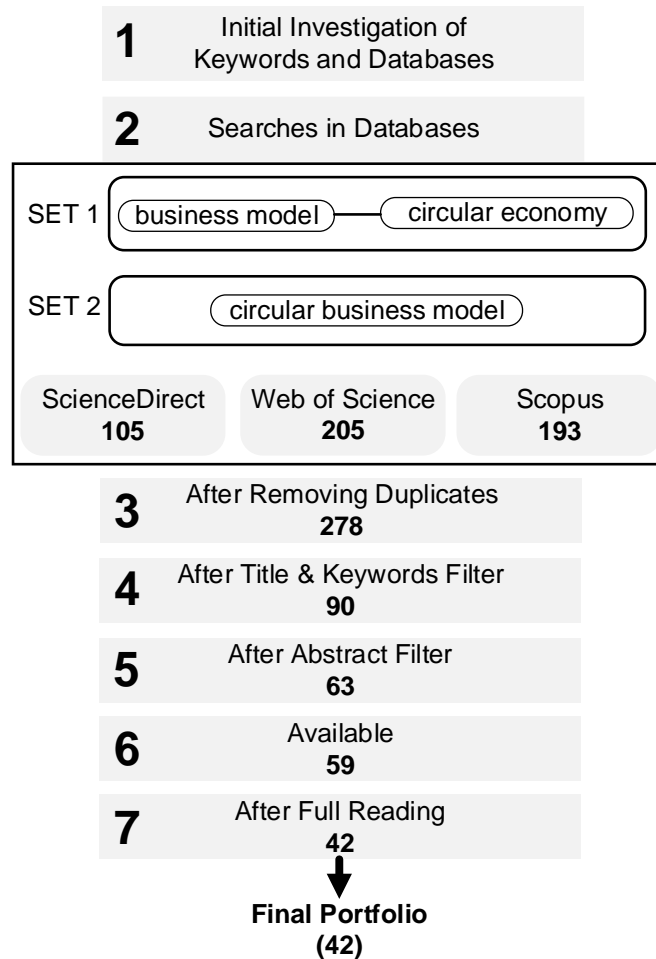 1
Initial Investigation of
Keywords and Databases
2
Searches in Databases
SET 1
business model
circular economy
SET 2
circular business model
ScienceDirect
105
Web of Science
205
Scopus
193
3
After Removing Duplicates
278
4
After Title & Keywords Filter
90
5
After Abstract Filter
63
6
Available
59
7
After Full Reading
42
Final Portfolio
(42)